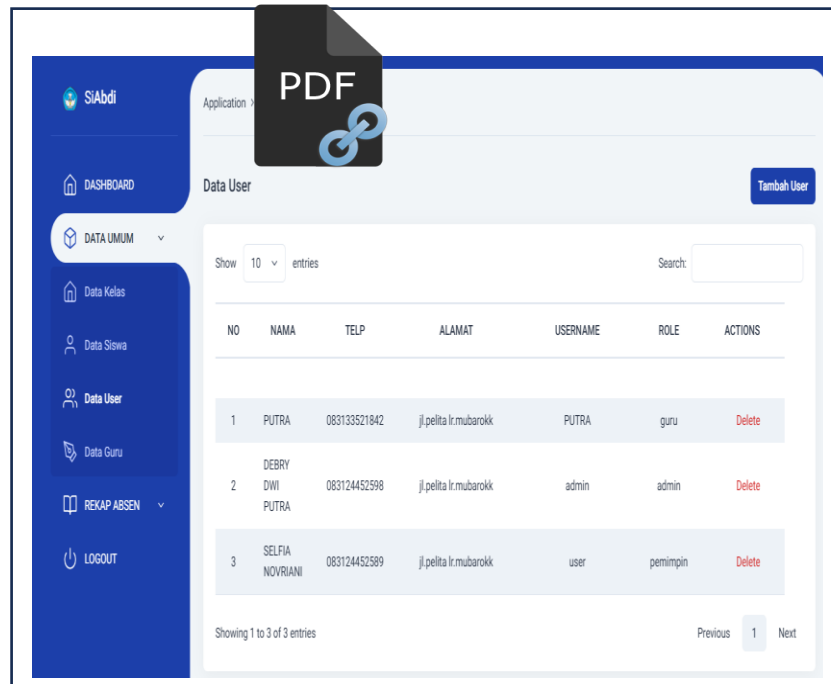 PDF
SiAbdi
Application >
DASHBOARD
Data User
Tambah User
DATA UMUM
Show 10 entries
Search:
Data Kelas
NO NAMA TELP ALAMAT USERNAME ROLE ACTIONS
Data Siswa
Data User
1 PUTRA 083133521842 jl.pelita lr.mubarokk PUTRA guru Delete
Data Guru
DEBRY
2 DWI 083124452598 jl.pelita lr.mubarokk admin admin Delete
PUTRA
REKAP ABSEN
LOGOUT
SELFIA
3 NOVRIANI 083124452589 jl.pelita lr.mubarokk user pemimpin Delete
Showing 1 to 3 of 3 entries
Previous 1 Next